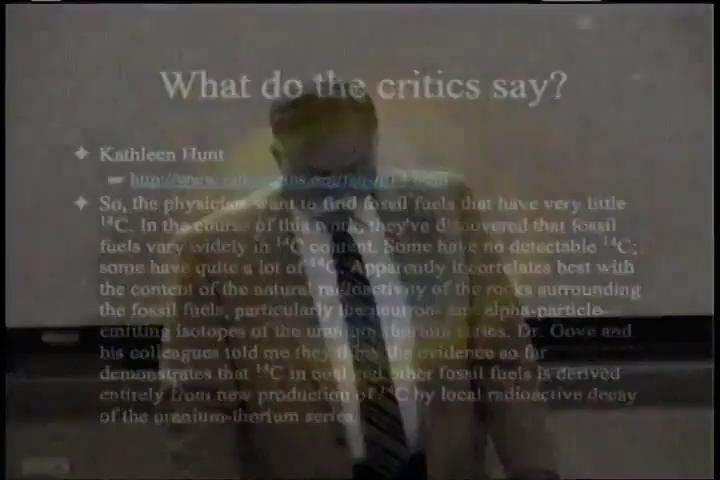 What do the critics say?
Kathleen Hunt
So, the physicists want to find fossil fuels that have very little
¹⁴C. In the course of this work, they've discovered that fossil
fuels vary widely in ¹⁴C content. Some have no detectable ¹⁴C;
some have quite a lot of ¹⁴C. Apparently it correlates best with
the content of the natural radioactivity of the rocks surrounding
the fossil fuels, particularly the neutron- and alpha-particle-
emitting isotopes of the uranium-thorium series. Dr. Gove and
his colleagues told me they think the evidence so far
demonstrates that ¹⁴C in coal and other fossil fuels is derived
entirely from new production of ¹⁴C by local radioactive decay
of the uranium-thorium series.